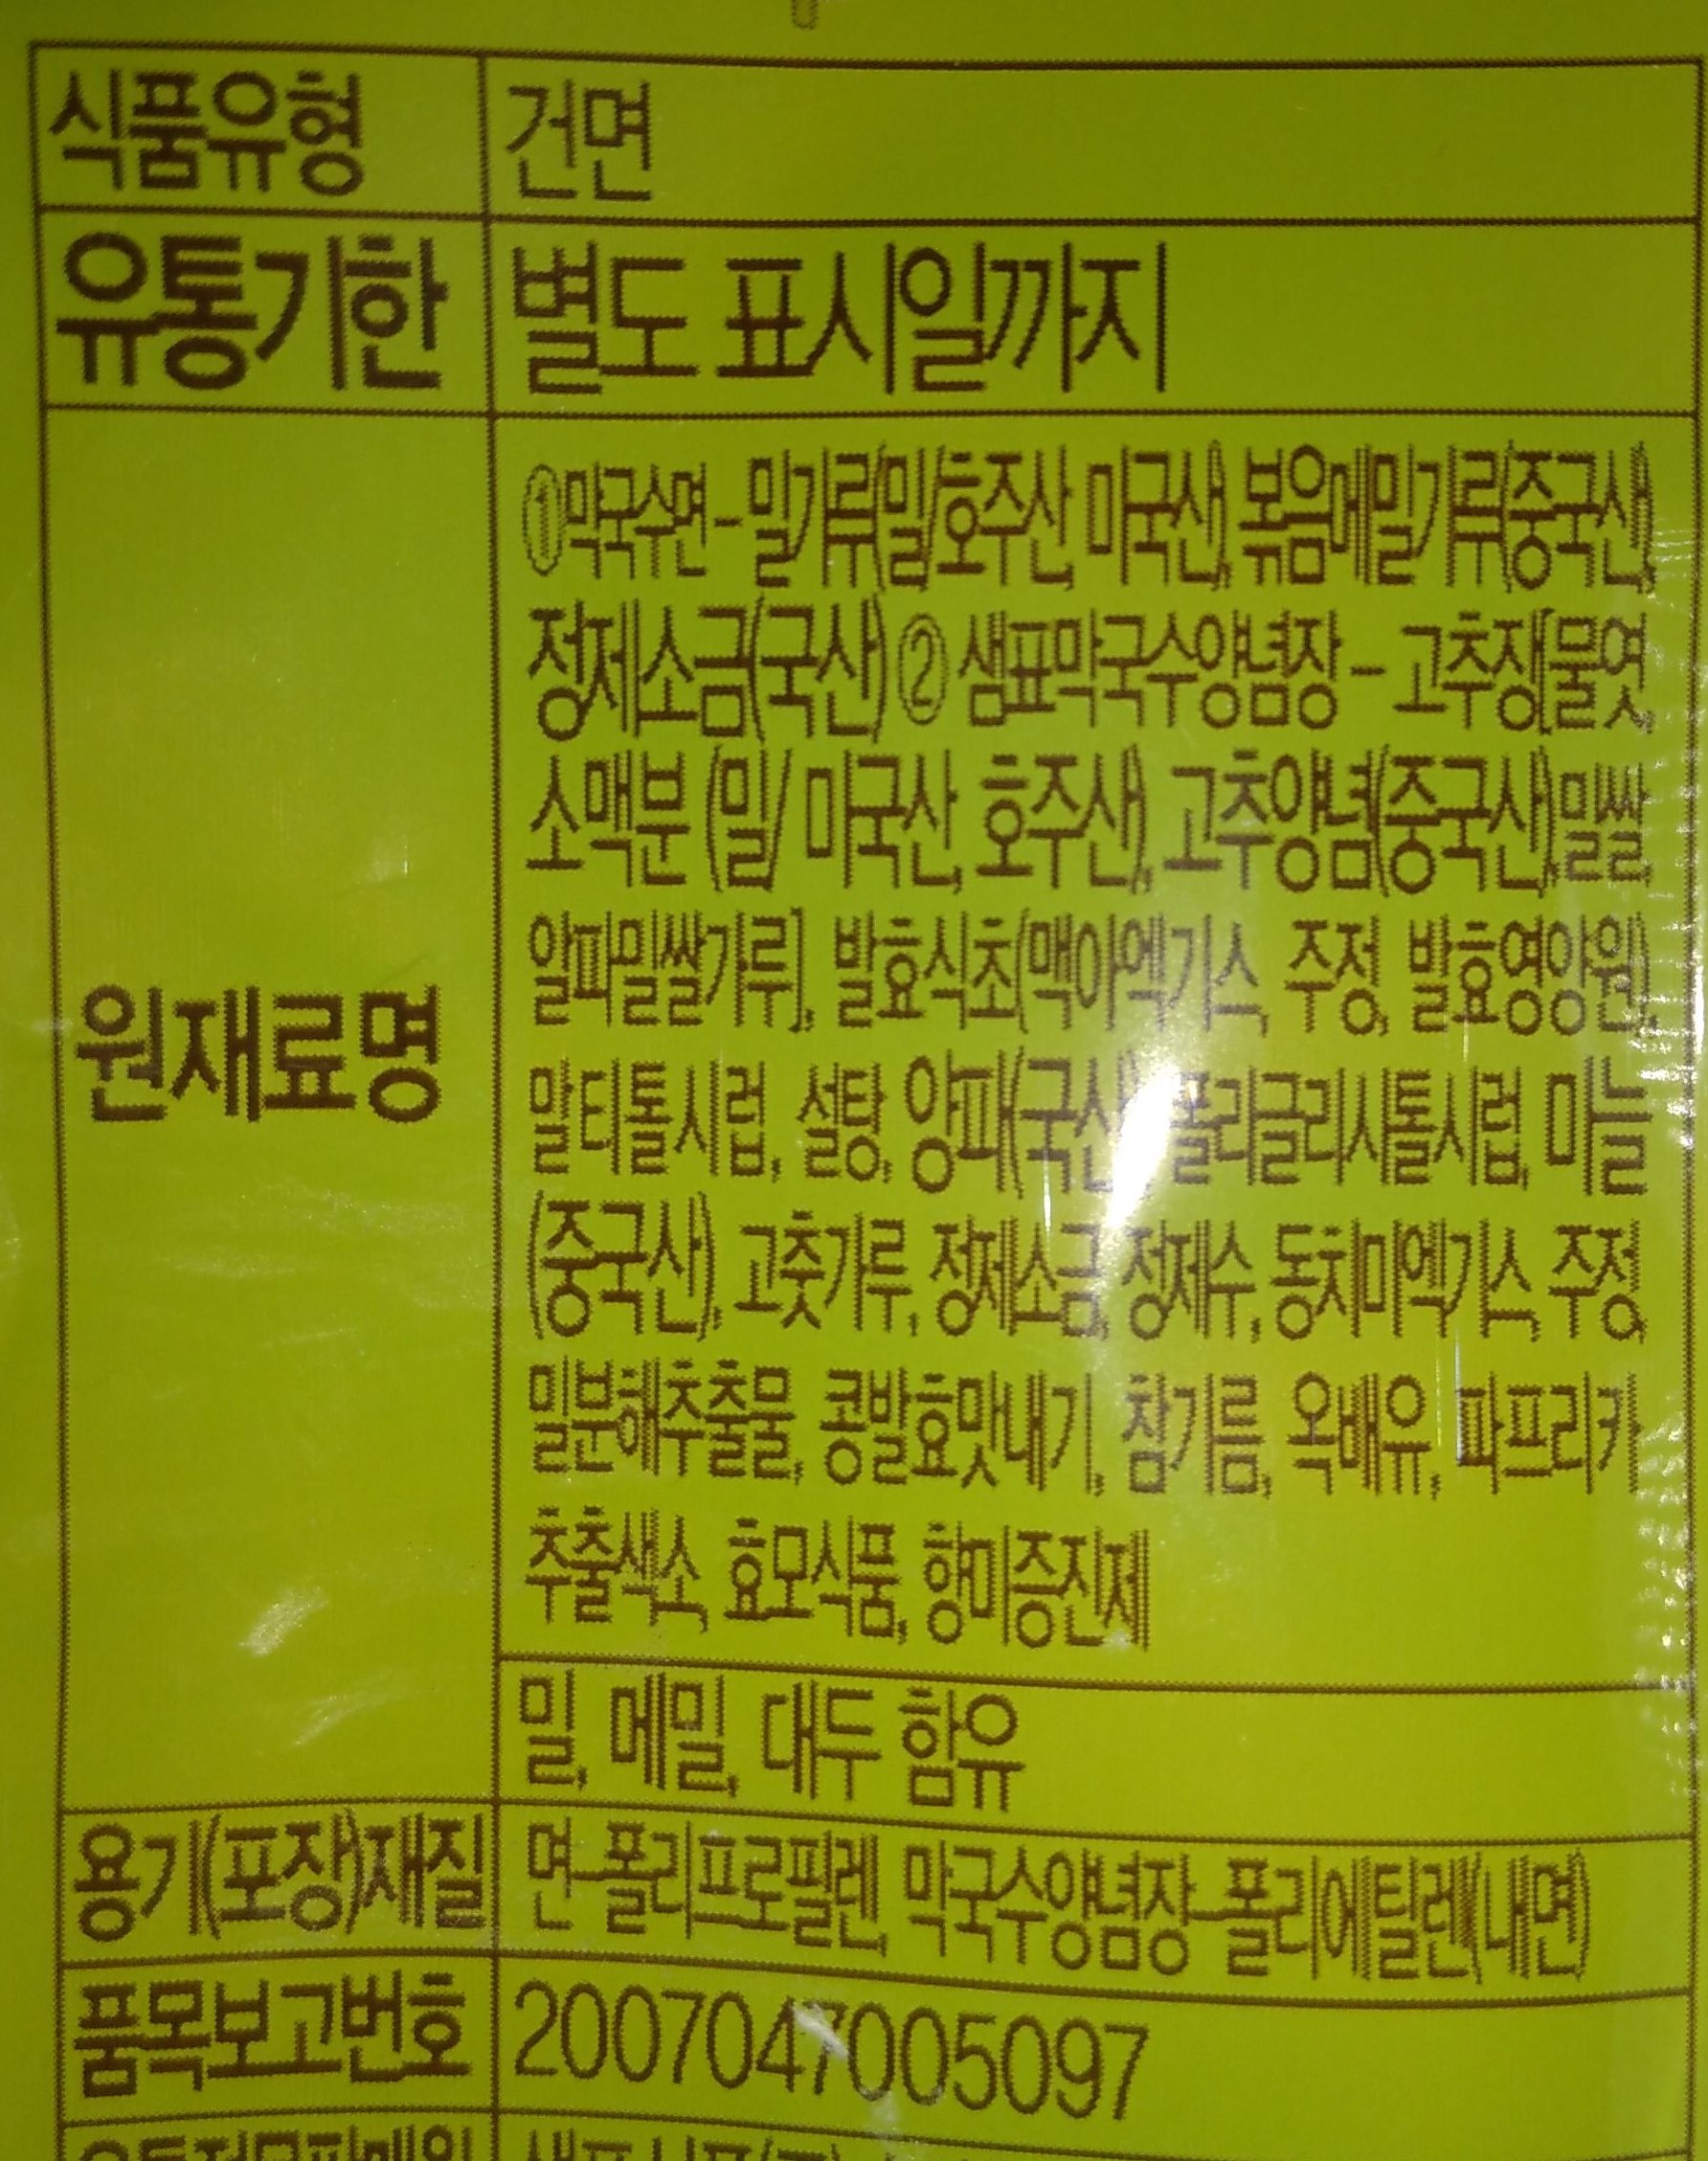 식품유형 건면
유통기한 별도 표시일까지
원재료명
①막국수면-밀가루(밀/호주산, 미국산), 볶음메밀가루(중국산),
정제소금(국산) ② 샘표막국수양념장 - 고추장[물엿,
소맥분 (밀/ 미국산, 호주산), 고추양념(중국산),밀쌀,
알파밀쌀가루], 발효식초(맥아엑기스, 주정, 발효영양원),
말티톨시럽, 설탕, 양파(국산), 폴리글리시톨시럽, 마늘
(중국산), 고춧가루, 정제소금, 정제수, 동치미엑기스, 주정,
밀분해추출물, 콩발효맛내기, 참기름, 옥배유, 파프리카
추출색소, 효모식품, 향미증진제
밀, 메밀, 대두 함유
용기(포장)재질 면-폴리프로필렌, 막국수양념장-폴리에틸렌(내면)
품목보고번호 2007047005097